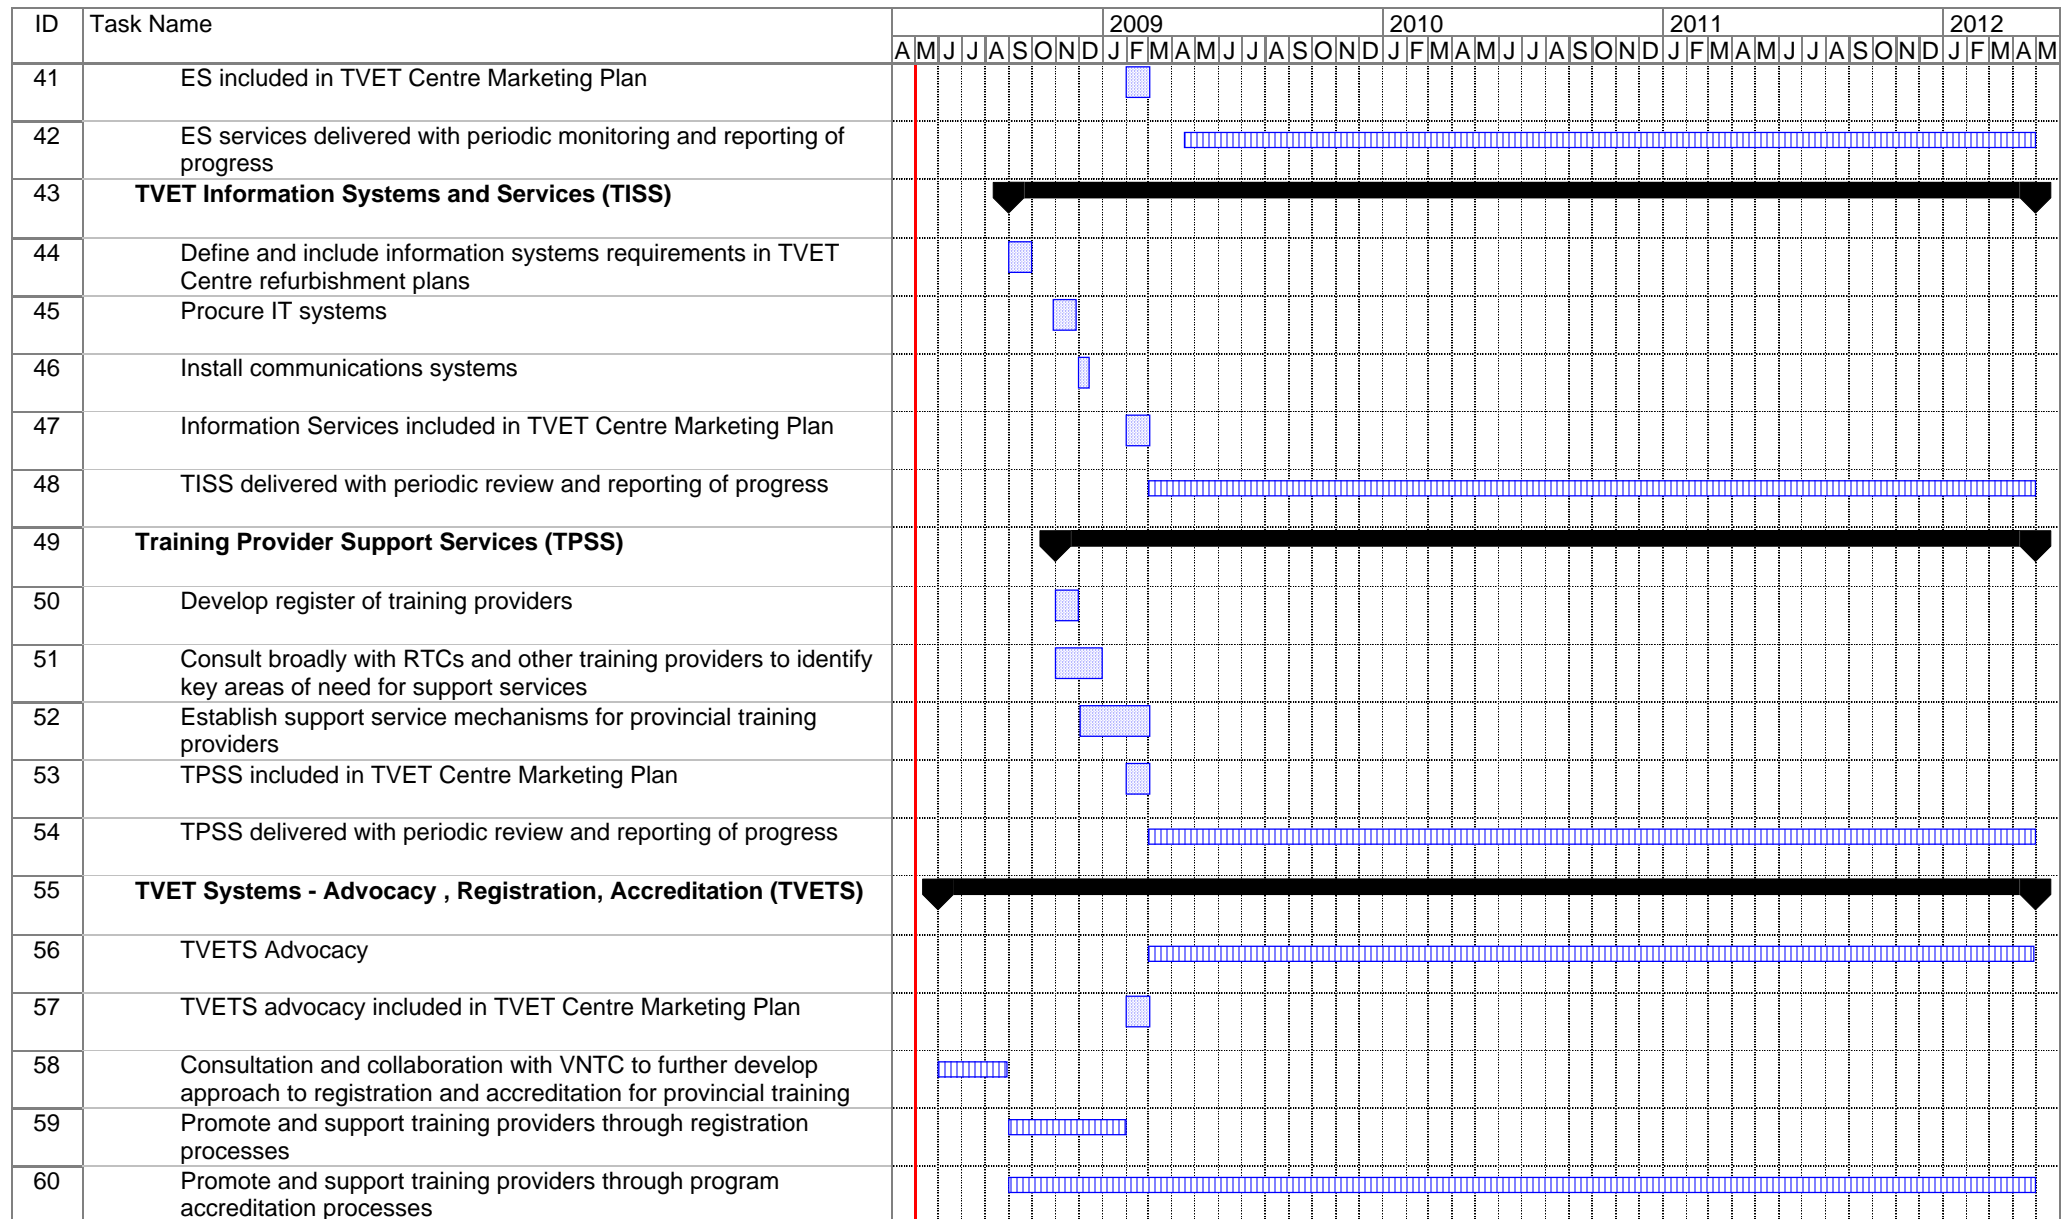 ID Task Name 2009 2010 2011 2012
A M J J A S O N D J F M A M J J A S O N D J F M A M J J A S O N D J F M A M J J A S O N D J F M A M
41 ES included in TVET Centre Marketing Plan
42 ES services delivered with periodic monitoring and reporting of
progress
43 TVET Information Systems and Services (TISS)
44 Define and include information systems requirements in TVET
Centre refurbishment plans
45 Procure IT systems
46 Install communications systems
47 Information Services included in TVET Centre Marketing Plan
48 TISS delivered with periodic review and reporting of progress
49 Training Provider Support Services (TPSS)
50 Develop register of training providers
51 Consult broadly with RTCs and other training providers to identify
key areas of need for support services
52 Establish support service mechanisms for provincial training
providers
53 TPSS included in TVET Centre Marketing Plan
54 TPSS delivered with periodic review and reporting of progress
55 TVET Systems - Advocacy , Registration, Accreditation (TVETS)
56 TVETS Advocacy
57 TVETS advocacy included in TVET Centre Marketing Plan
58 Consultation and collaboration with VNTC to further develop
approach to registration and accreditation for provincial training
59 Promote and support training providers through registration
processes
60 Promote and support training providers through program
accreditation processes